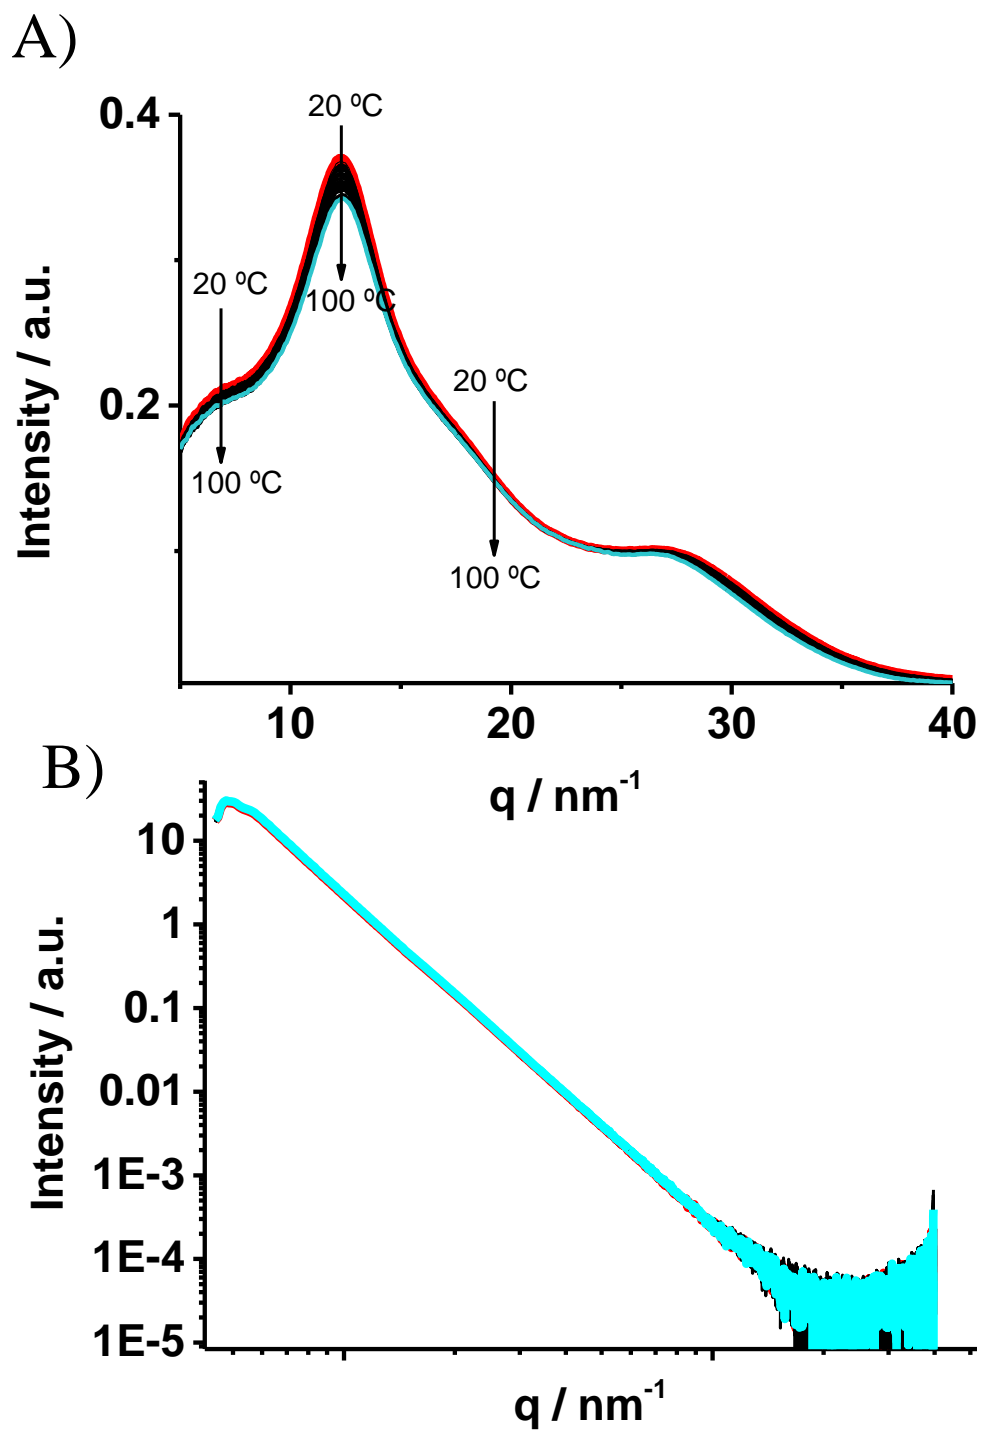 A)
20 ºC
0.4
20 ºC
100 ºC
20 ºC
0.2
100 ºC
100 ºC
Intensity / a.u.
10 20 30 40
q / nm-1
B)
10
1
0.1
0.01
1E-3
1E-4
1E-5
Intensity / a.u.
q / nm-1